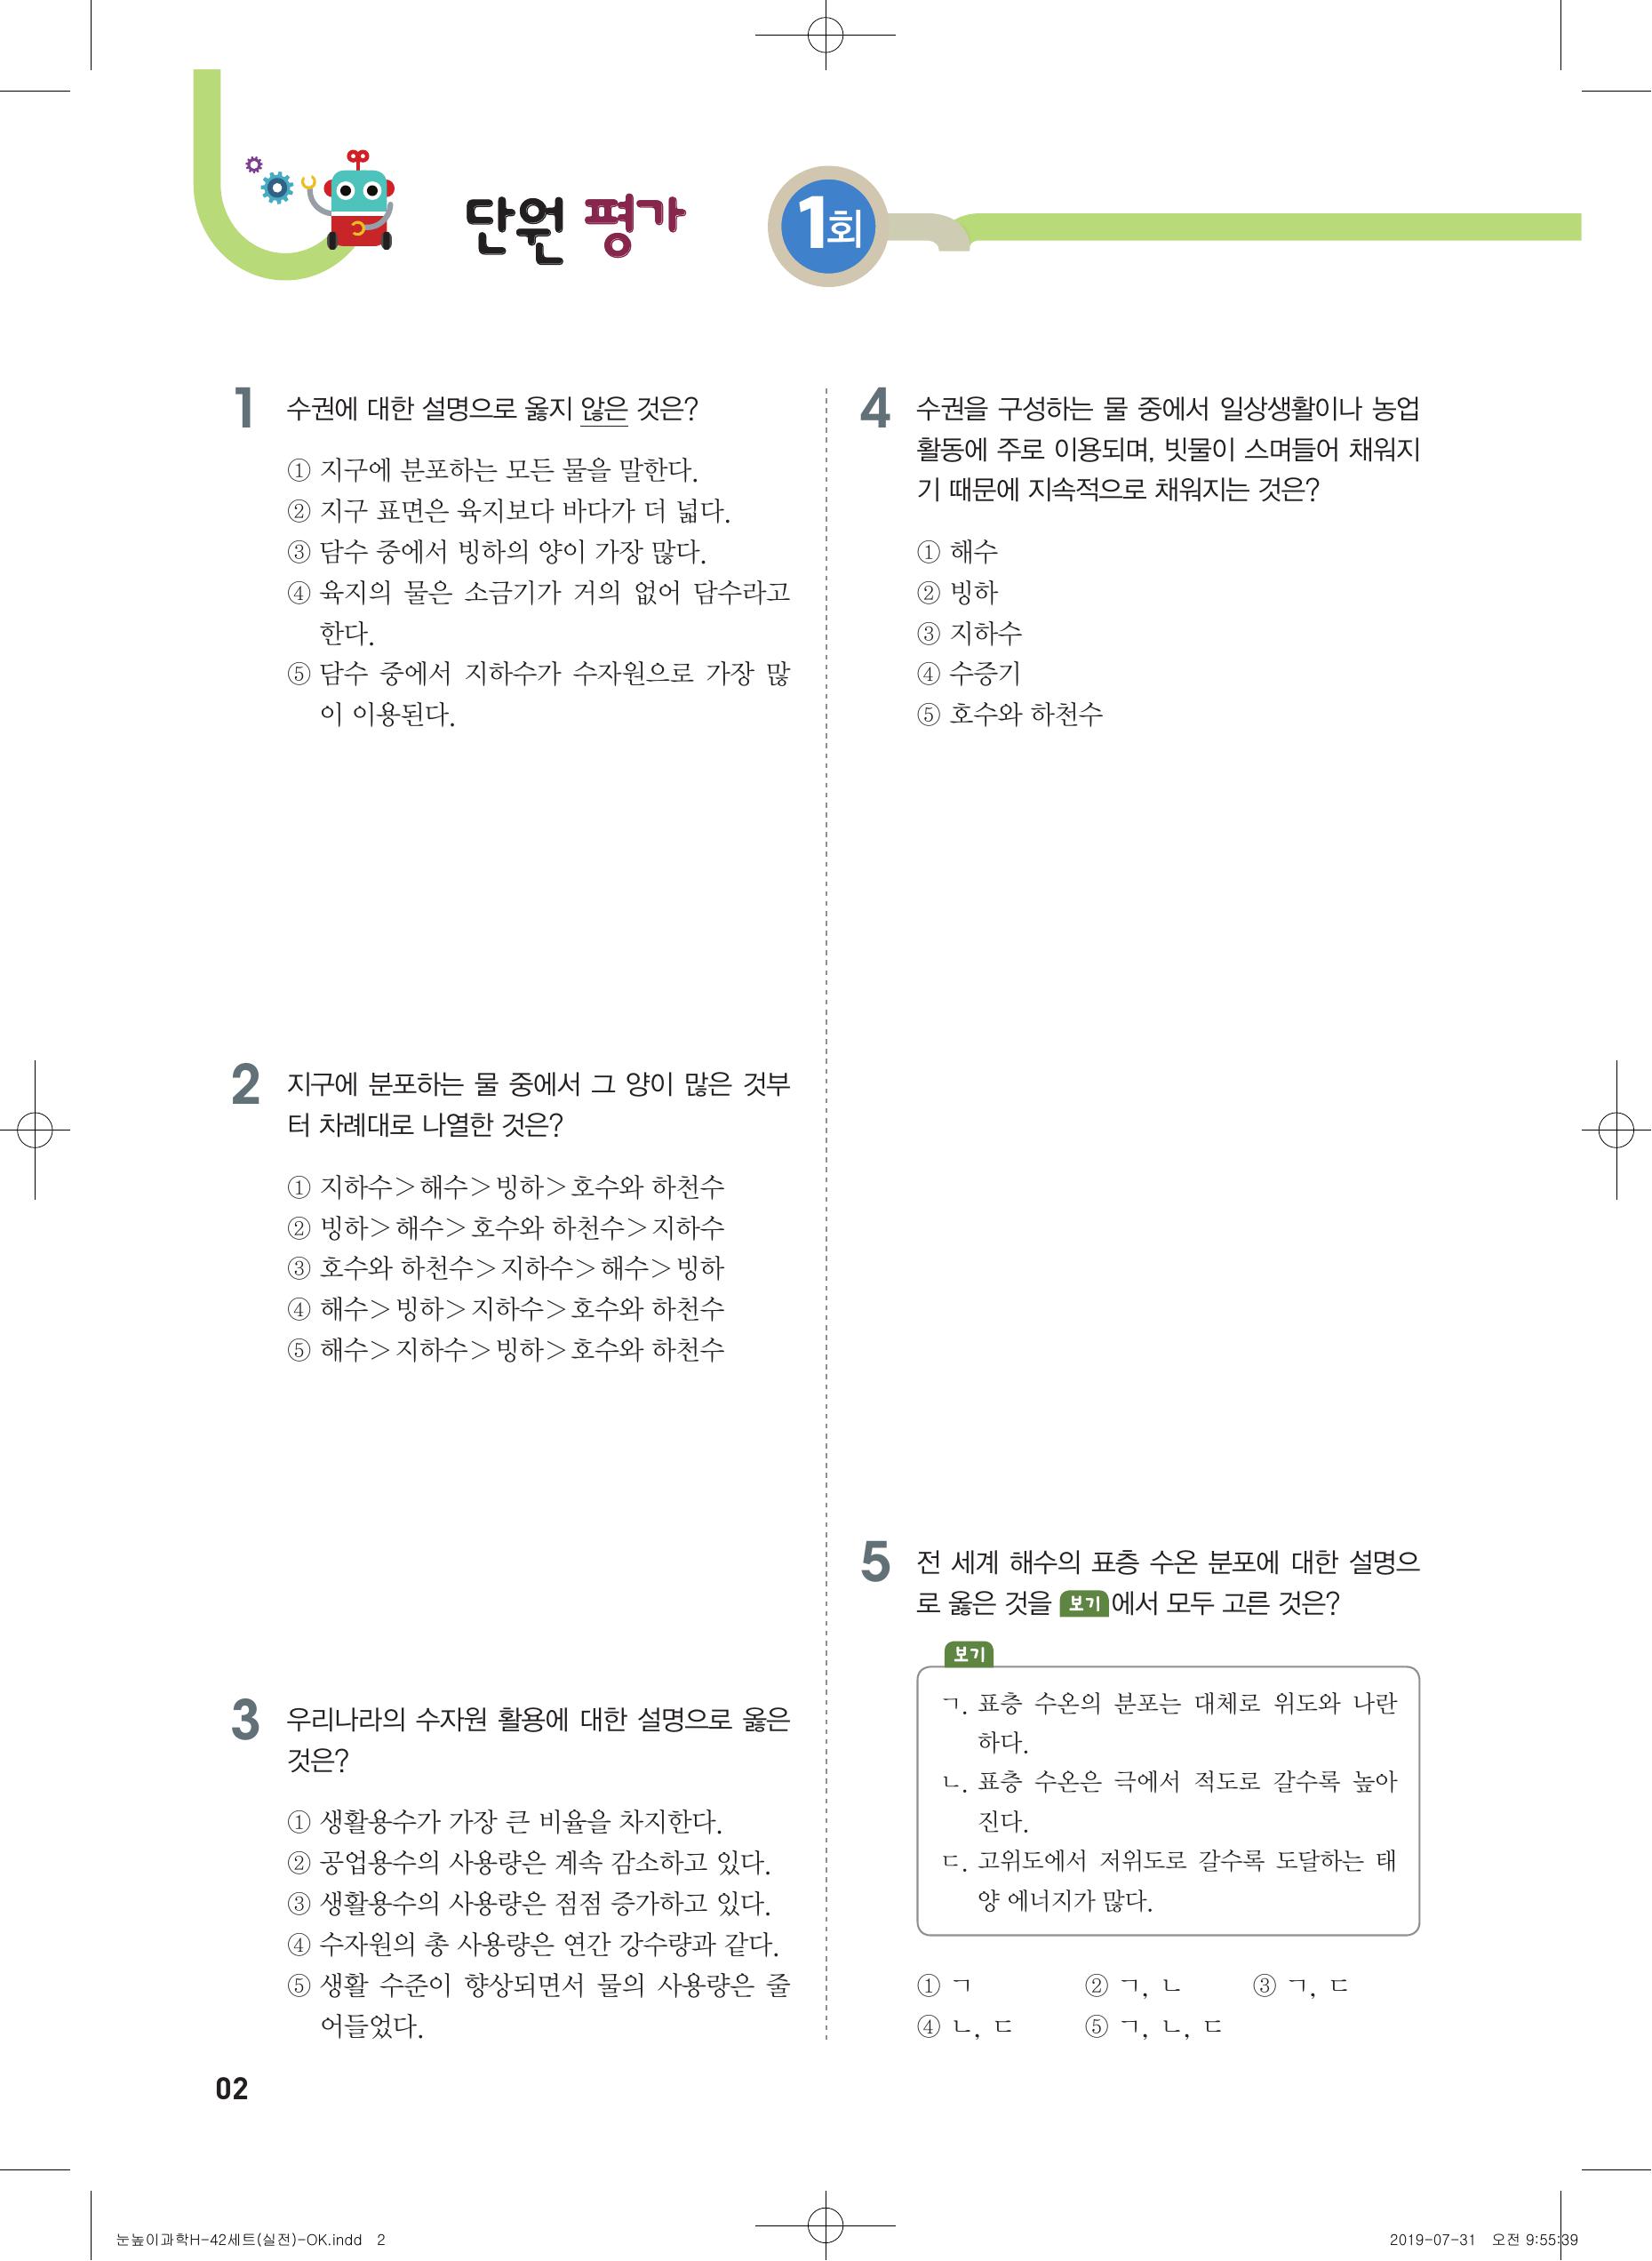 단원 평가 1회
1 수권에 대한 설명으로 옳지 않은 것은?
① 지구에 분포하는 모든 물을 말한다.
② 지구 표면은 육지보다 바다가 더 넓다.
③ 담수 중에서 빙하의 양이 가장 많다.
④ 육지의 물은 소금기가 거의 없어 담수라고
한다.
⑤ 담수 중에서 지하수가 수자원으로 가장 많
이 이용된다.
2 지구에 분포하는 물 중에서 그 양이 많은 것부
터 차례대로 나열한 것은?
① 지하수>해수>빙하>호수와 하천수
② 빙하>해수>호수와 하천수>지하수
③ 호수와 하천수>지하수>해수>빙하
④ 해수>빙하>지하수>호수와 하천수
⑤ 해수>지하수>빙하>호수와 하천수
3 우리나라의 수자원 활용에 대한 설명으로 옳은
것은?
① 생활용수가 가장 큰 비율을 차지한다.
② 공업용수의 사용량은 계속 감소하고 있다.
③ 생활용수의 사용량은 점점 증가하고 있다.
④ 수자원의 총 사용량은 연간 강수량과 같다.
⑤ 생활 수준이 향상되면서 물의 사용량은 줄
어들었다.
4 수권을 구성하는 물 중에서 일상생활이나 농업
활동에 주로 이용되며, 빗물이 스며들어 채워지
기 때문에 지속적으로 채워지는 것은?
① 해수
② 빙하
③ 지하수
④ 수증기
⑤ 호수와 하천수
5 전 세계 해수의 표층 수온 분포에 대한 설명으
로 옳은 것을 보기에서 모두 고른 것은?
보기
ㄱ. 표층 수온의 분포는 대체로 위도와 나란
하다.
ㄴ. 표층 수온은 극에서 적도로 갈수록 높아
진다.
ㄷ. 고위도에서 저위도로 갈수록 도달하는 태
양 에너지가 많다.
① ㄱ ② ㄱ, ㄴ ③ ㄱ, ㄷ
④ ㄴ, ㄷ ⑤ ㄱ, ㄴ, ㄷ
02
눈높이과학H-42세트(실전)-OK.indd 2 2019-07-31 오전 9:55:39